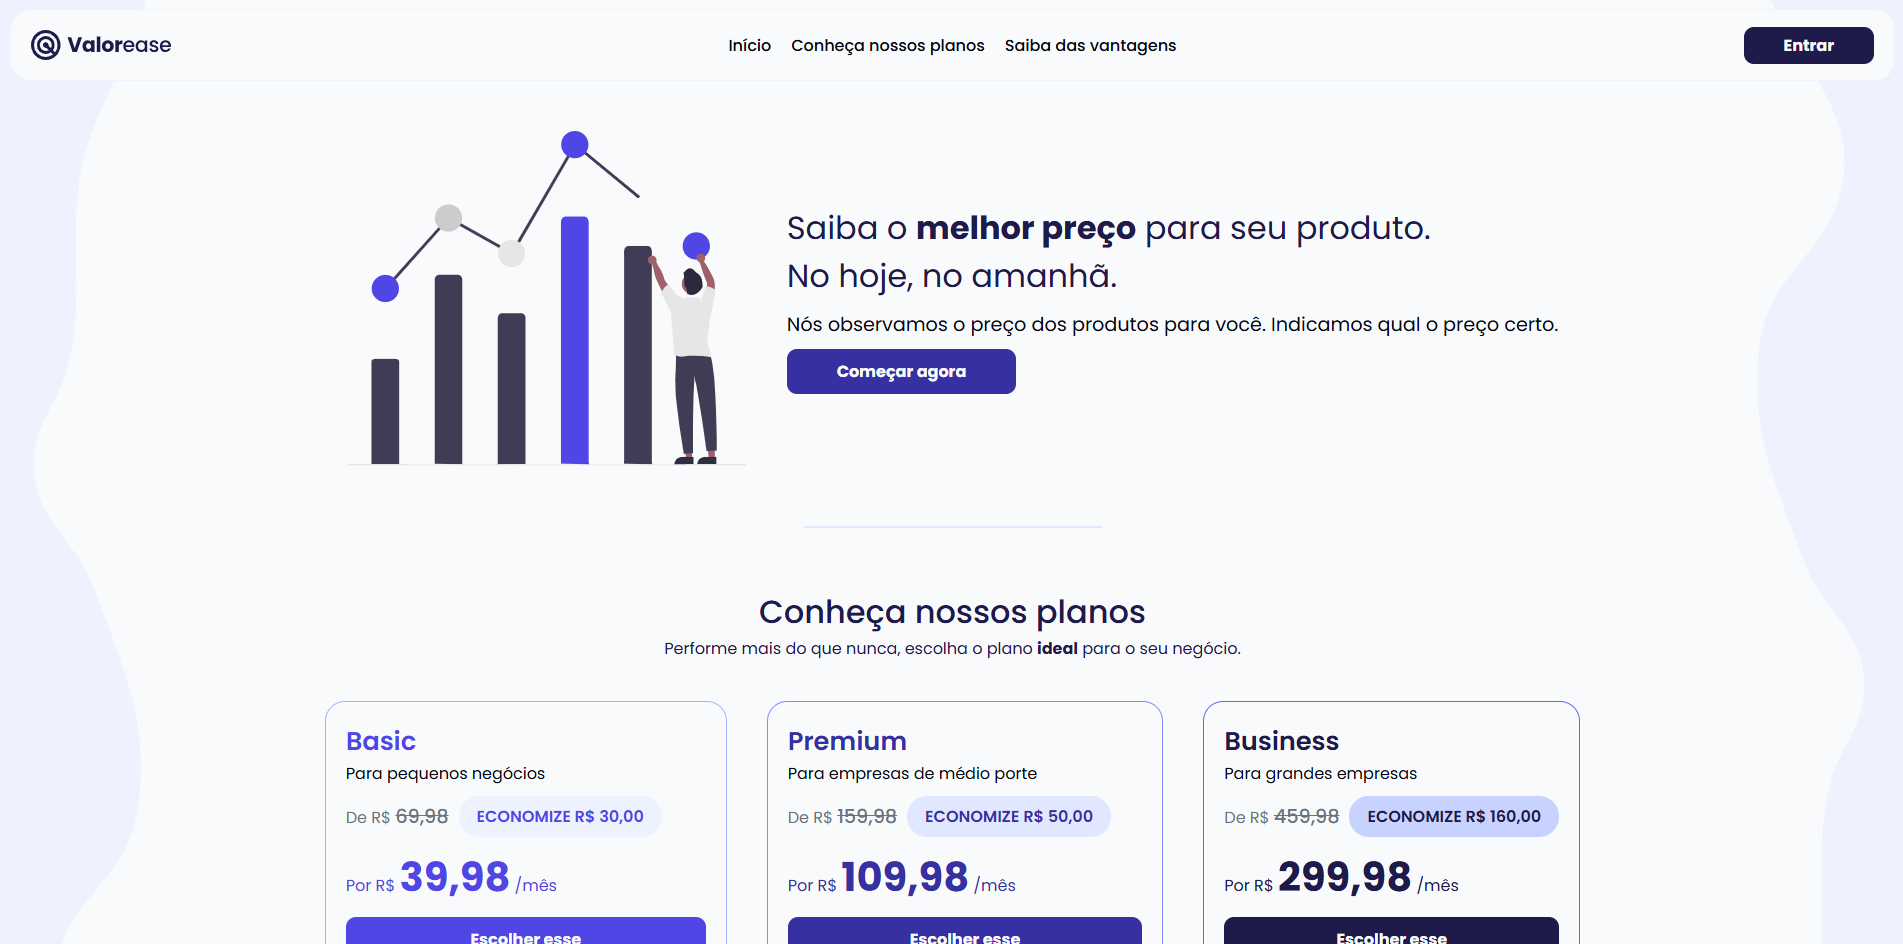 Valorease
Início Conheça nossos planos Saiba das vantagens
Entrar
Saiba o melhor preço para seu produto.
No hoje, no amanhã.
Nós observamos o preço dos produtos para você. Indicamos qual o preço certo.
Começar agora
Conheça nossos planos
Performe mais do que nunca, escolha o plano ideal para o seu negócio.
Basic
Para pequenos negócios
De R$ 69,98 ECONOMIZE R$ 30,00
Por R$ 39,98 /mês
Escolher esse
Premium
Para empresas de médio porte
De R$ 159,98 ECONOMIZE R$ 50,00
Por R$ 109,98 /mês
Escolher esse
Business
Para grandes empresas
De R$ 459,98 ECONOMIZE R$ 160,00
Por R$ 299,98 /mês
Escolher esse